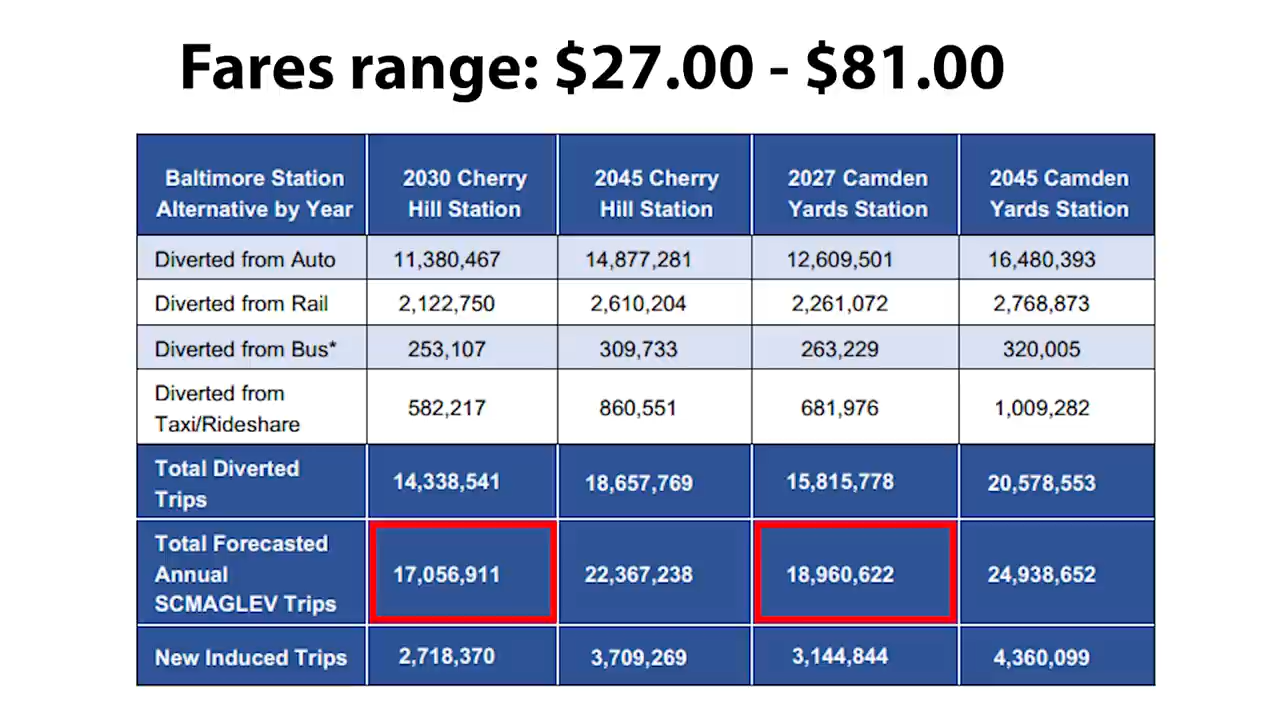 Fares range: $27.00 - $81.00
Baltimore Station Alternative by Year 2030 Cherry Hill Station 2045 Cherry Hill Station 2027 Camden Yards Station 2045 Camden Yards Station
Diverted from Auto 11,380,467 14,877,281 12,609,501 16,480,393
Diverted from Rail 2,122,750 2,610,204 2,261,072 2,768,873
Diverted from Bus* 253,107 309,733 263,229 320,005
Diverted from Taxi/Rideshare 582,217 860,551 681,976 1,009,282
Total Diverted Trips 14,338,541 18,657,769 15,815,778 20,578,553
Total Forecasted Annual SCMAGLEV Trips 17,056,911 22,367,238 18,960,622 24,938,652
New Induced Trips 2,718,370 3,709,269 3,144,844 4,360,099